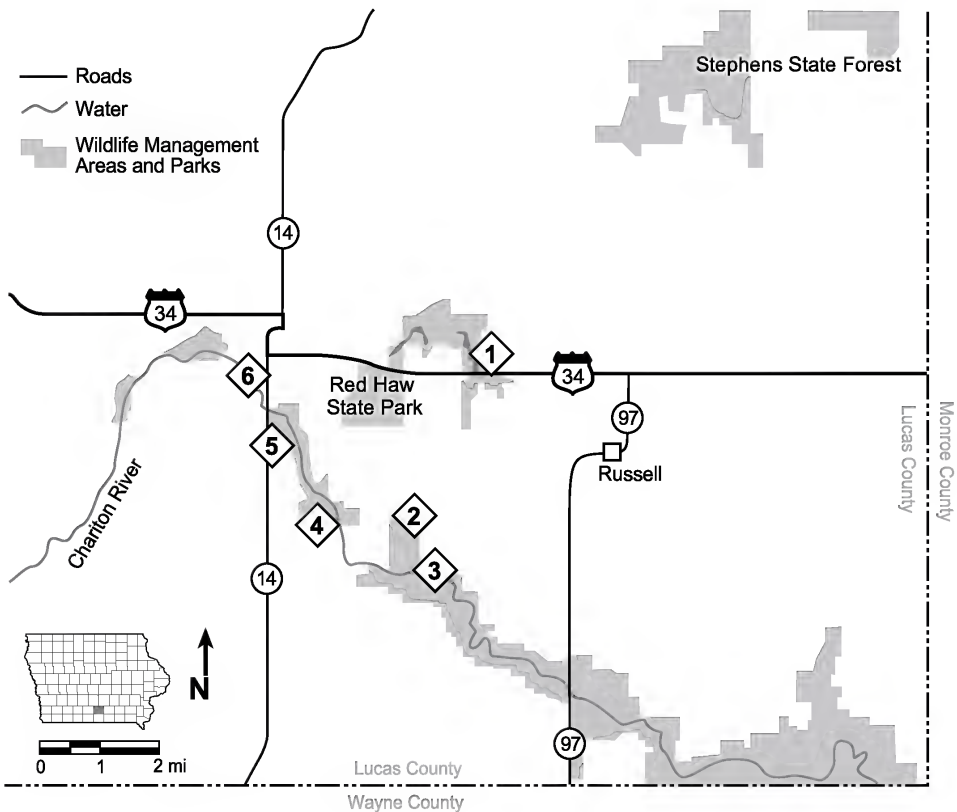 Roads
Water
Wildlife Management
Areas and Parks
Stephens State Forest
14
34
1
34
Red Haw
State Park
6
97
Russell
5
Chariton River
4
2
3
14
Lucas County
Monroe County
N
0 1 2 mi
97
Lucas County
Wayne County